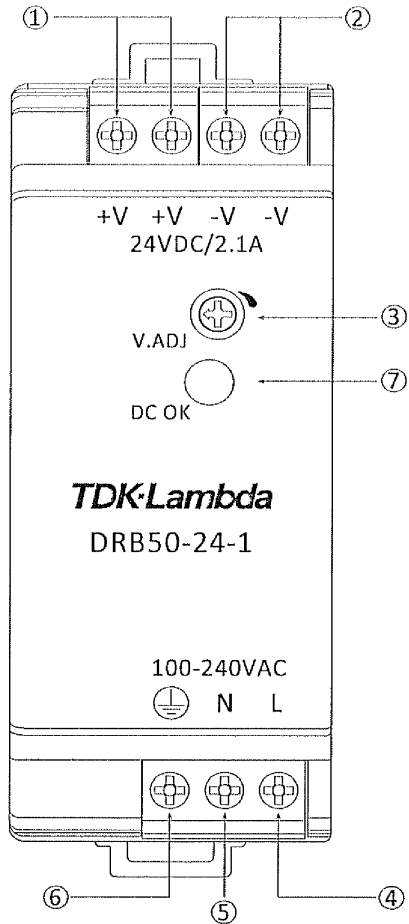 ① ②
+V +V -V -V
24VDC/2.1A
③
V.ADJ
⑦
DC OK
TDK·Lambda
DRB50-24-1
100-240VAC
N L
⑥ ⑤ ④